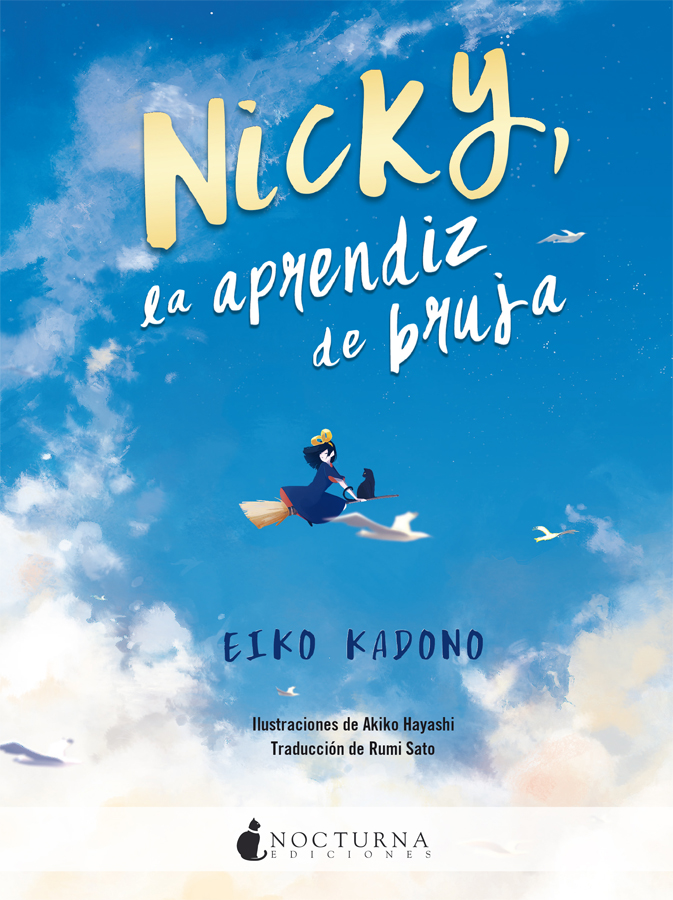 Nicky,
la aprendiz
de bruja
EIKO KADONO
Ilustraciones de Akiko Hayashi
Traducción de Rumi Sato
NOCTURNA
EDICIONES